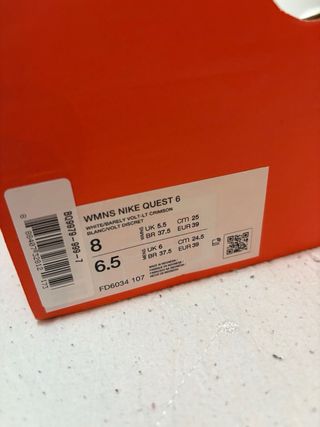 WMNS NIKE QUEST 6
WHITE/BARELY VOLT-LT CRIMSON
BLANC/VOLT DISCRET
8
UK 5.5
BR 37.5
cm 25
EUR 39
6.5
UK 6
BR 37.5
cm 24.5
EUR 39
FD6034 107